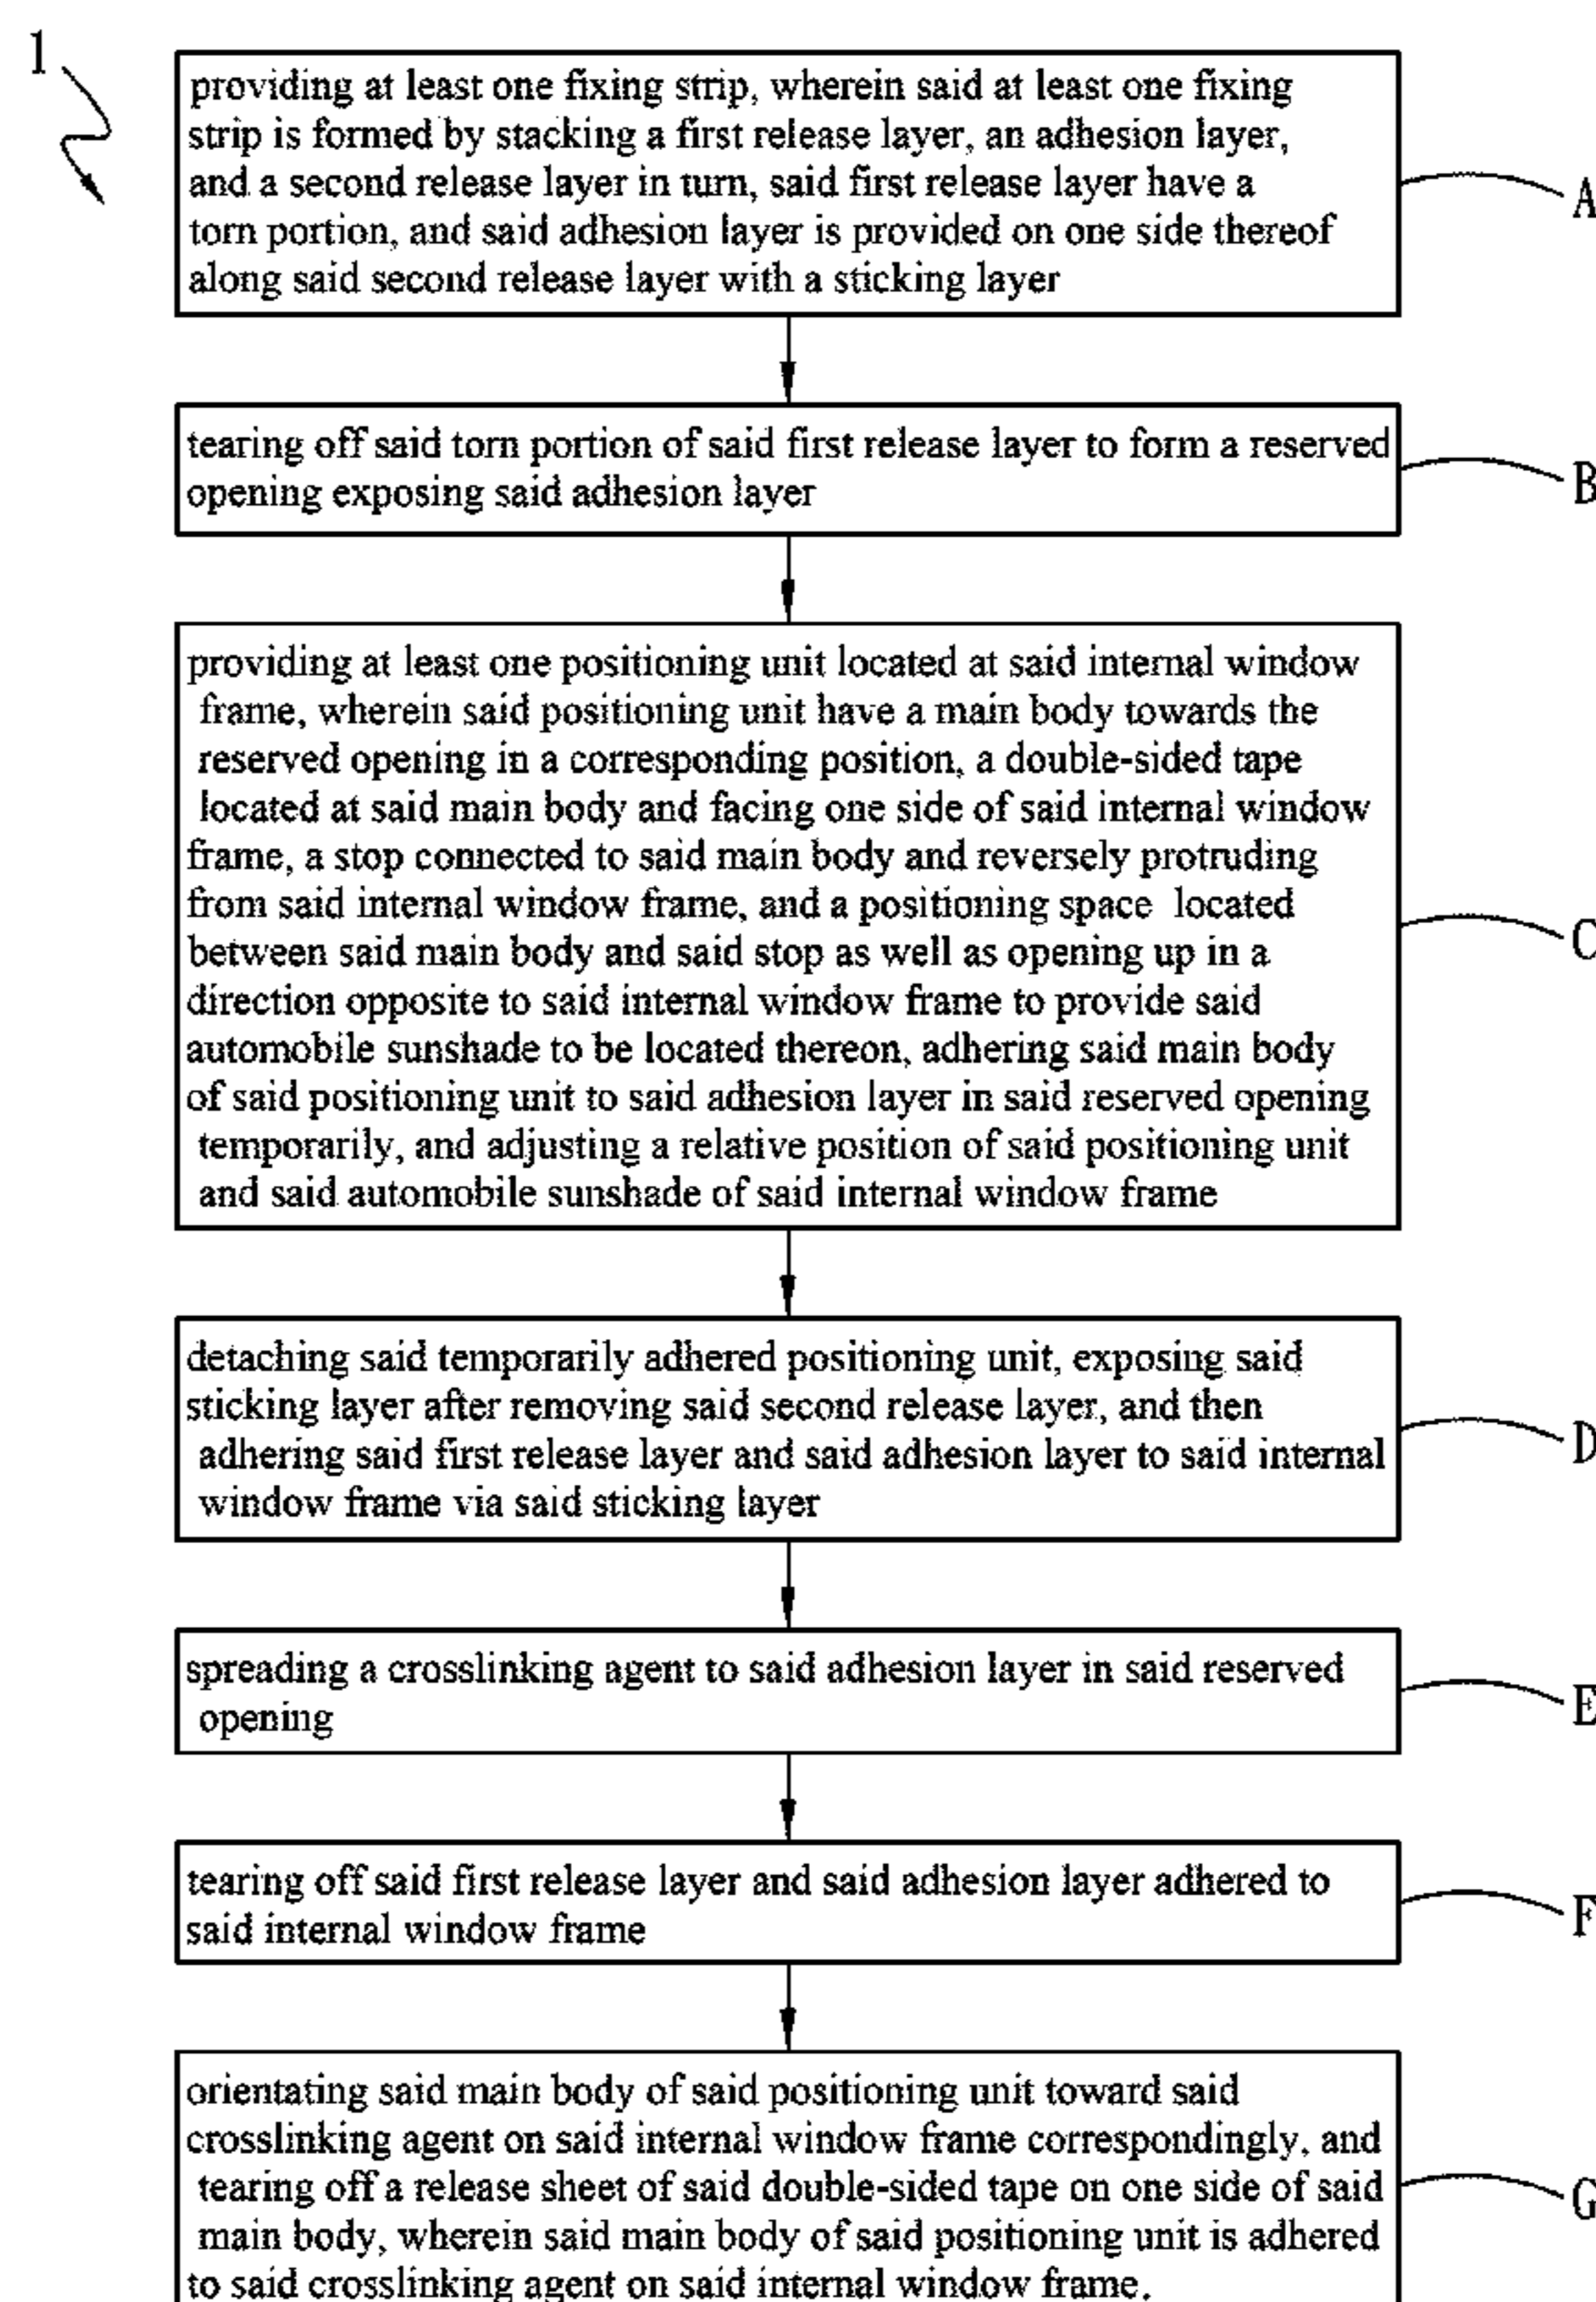 1
providing at least one fixing strip, wherein said at least one fixing
strip is formed by stacking a first release layer, an adhesion layer,
and a second release layer in turn, said first release layer have a
torn portion, and said adhesion layer is provided on one side thereof
along said second release layer with a sticking layer
A
tearing off said torn portion of said first release layer to form a reserved
opening exposing said adhesion layer
B
providing at least one positioning unit located at said internal window
frame, wherein said positioning unit have a main body towards the
reserved opening in a corresponding position, a double-sided tape
located at said main body and facing one side of said internal window
frame, a stop connected to said main body and reversely protruding
from said internal window frame, and a positioning space located
between said main body and said stop as well as opening up in a
direction opposite to said internal window frame to provide said
automobile sunshade to be located thereon, adhering said main body
of said positioning unit to said adhesion layer in said reserved opening
temporarily, and adjusting a relative position of said positioning unit
and said automobile sunshade of said internal window frame
C
detaching said temporarily adhered positioning unit, exposing said
sticking layer after removing said second release layer, and then
adhering said first release layer and said adhesion layer to said internal
window frame via said sticking layer
D
spreading a crosslinking agent to said adhesion layer in said reserved
opening
E
tearing off said first release layer and said adhesion layer adhered to
said internal window frame
F
orientating said main body of said positioning unit toward said
crosslinking agent on said internal window frame correspondingly, and
tearing off a release sheet of said double-sided tape on one side of said
main body, wherein said main body of said positioning unit is adhered
to said crosslinking agent on said internal window frame.
G